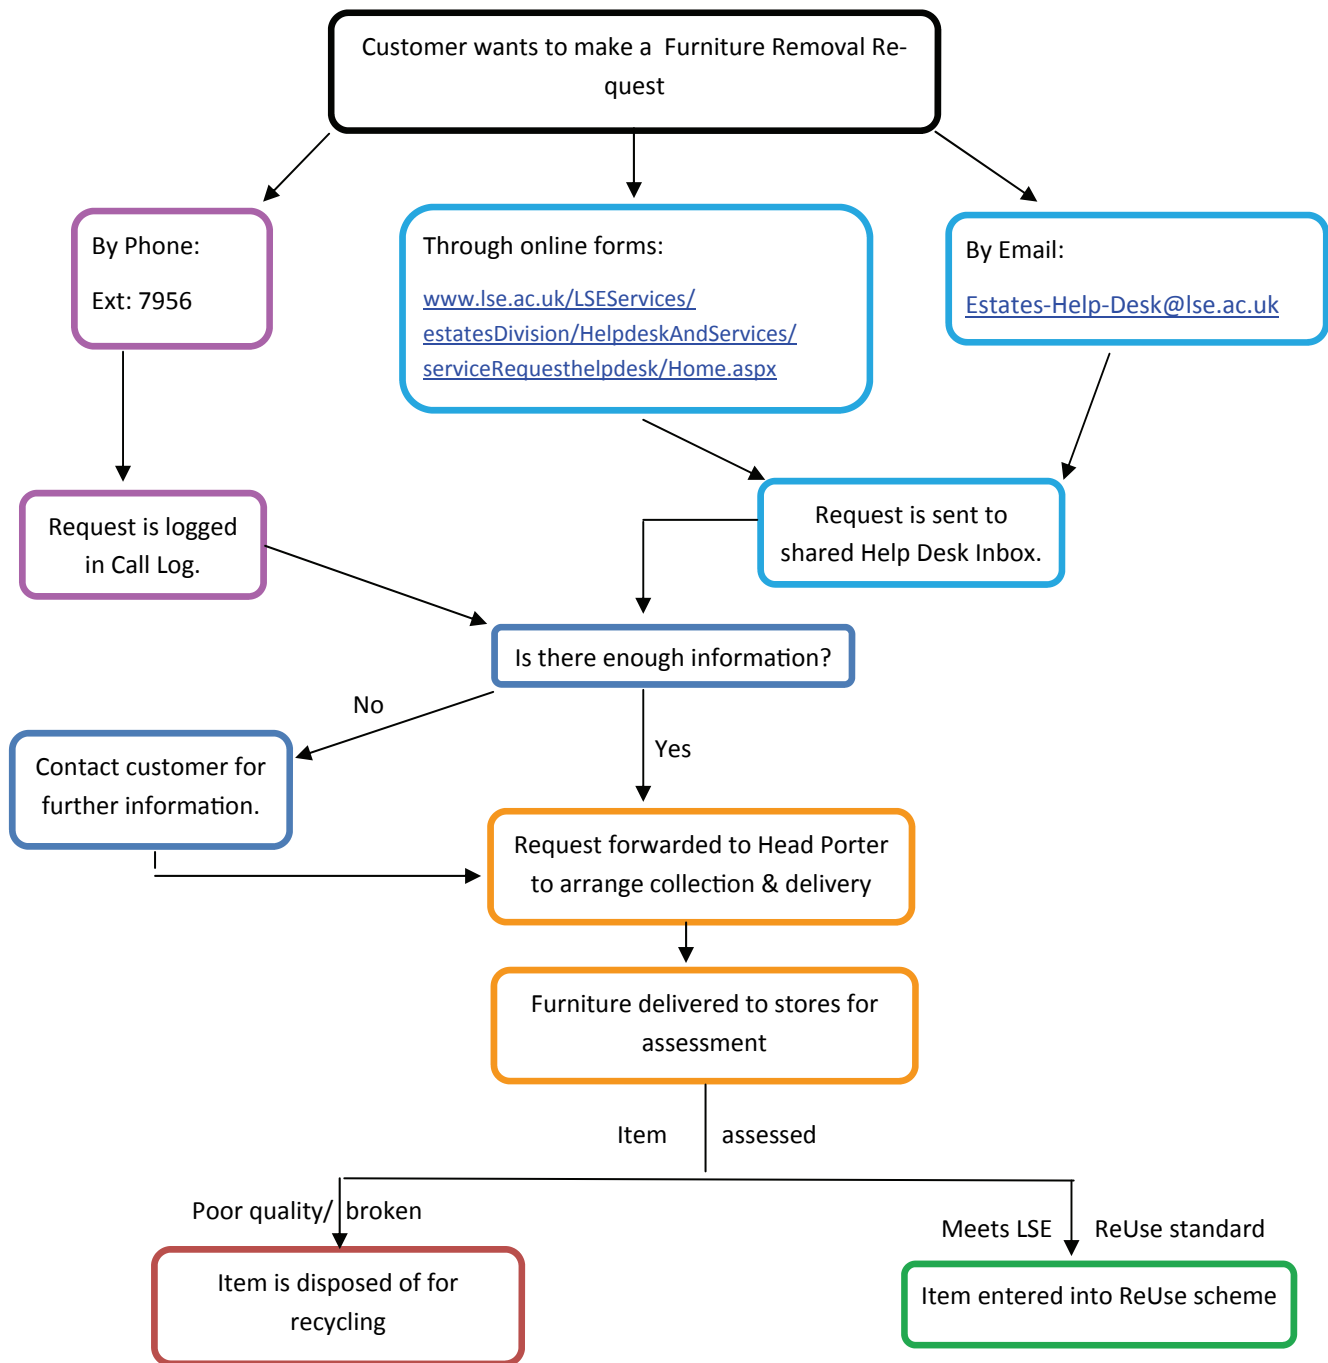 Customer wants to make a  Furniture Removal Re-
quest
By Phone:
Ext: 7956
Through online forms:
www.lse.ac.uk/LSEServices/
estatesDivision/HelpdeskAndServices/
serviceRequesthelpdesk/Home.aspx
By Email:
Estates-Help-Desk@lse.ac.uk
Request is logged
in Call Log.
Request is sent to
shared Help Desk Inbox.
Is there enough information?
No
Yes
Contact customer for
further information.
Request forwarded to Head Porter
to arrange collection & delivery
Furniture delivered to stores for
assessment
Item assessed
Poor quality/ broken
Meets LSE ReUse standard
Item is disposed of for
recycling
Item entered into ReUse scheme